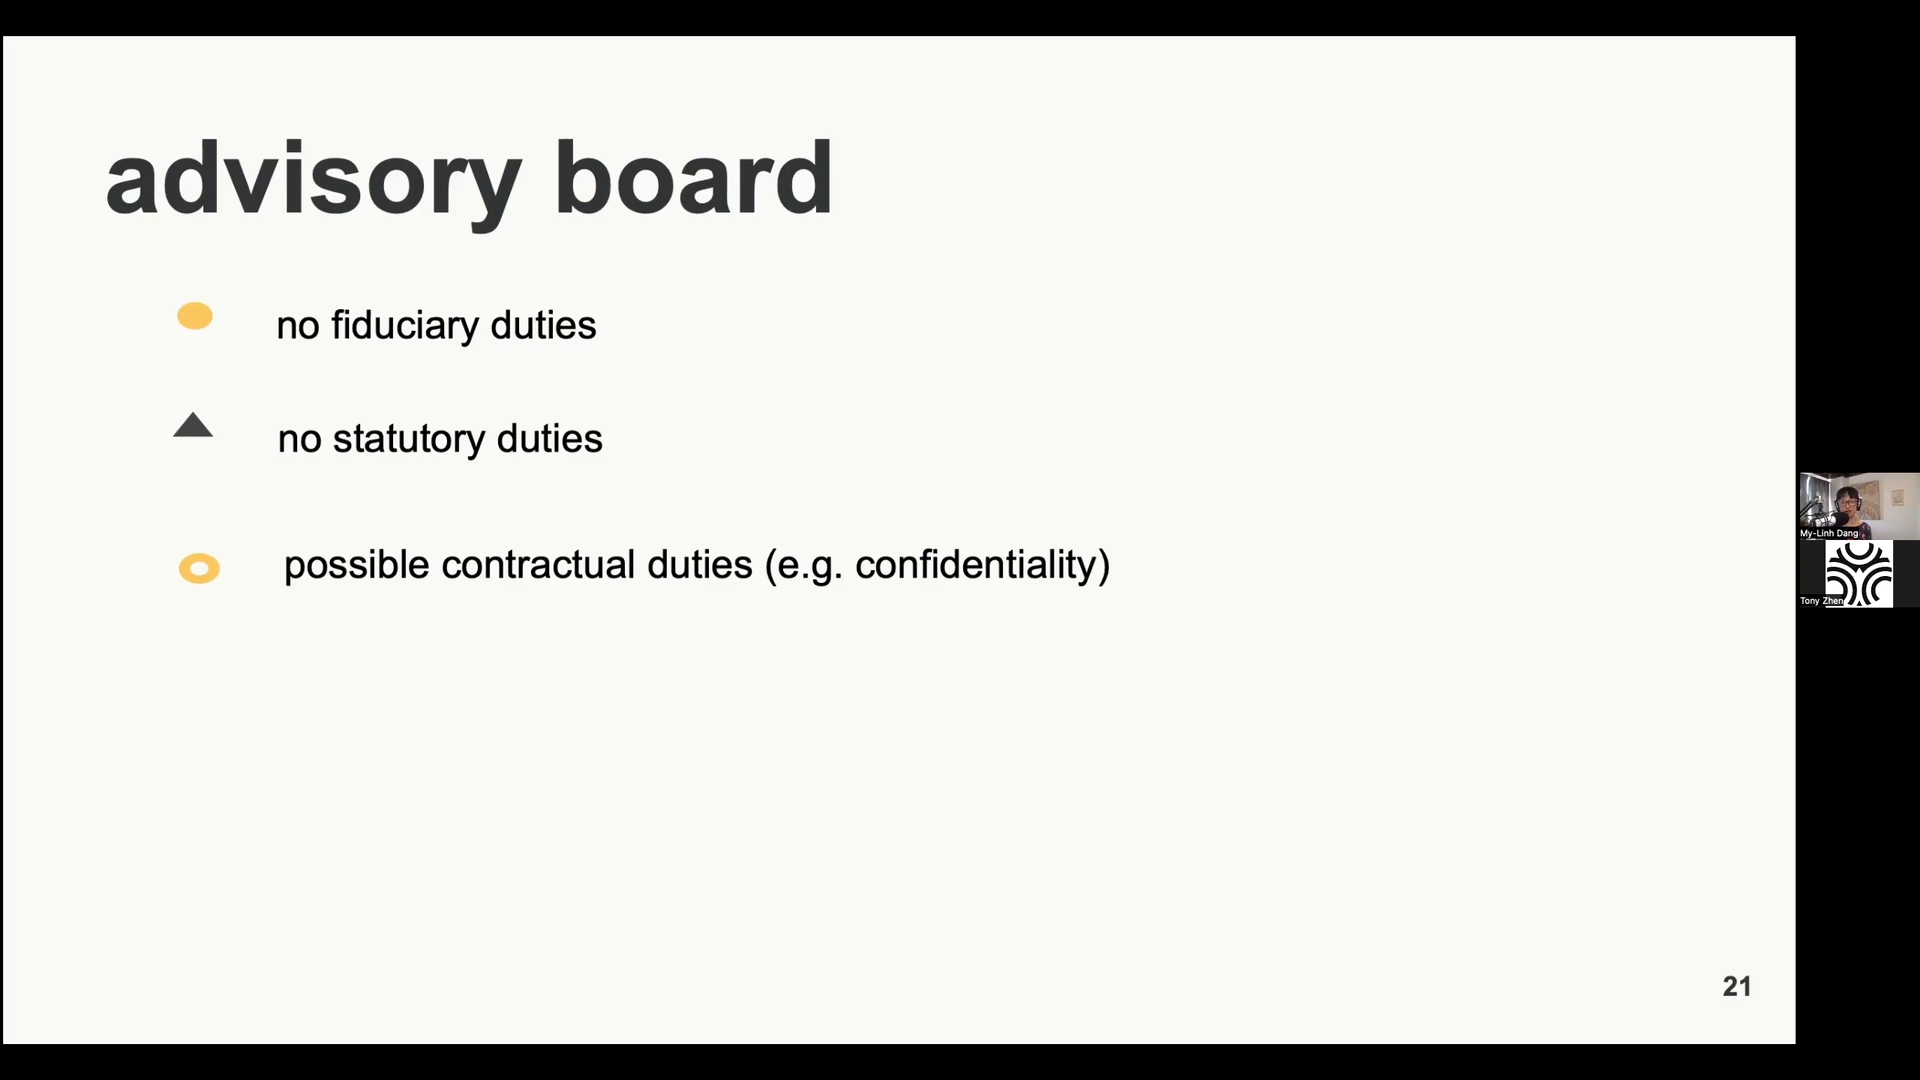 advisory board
no fiduciary duties
no statutory duties
possible contractual duties (e.g. confidentiality)
My-Linh Dang
Tony Zhen
21